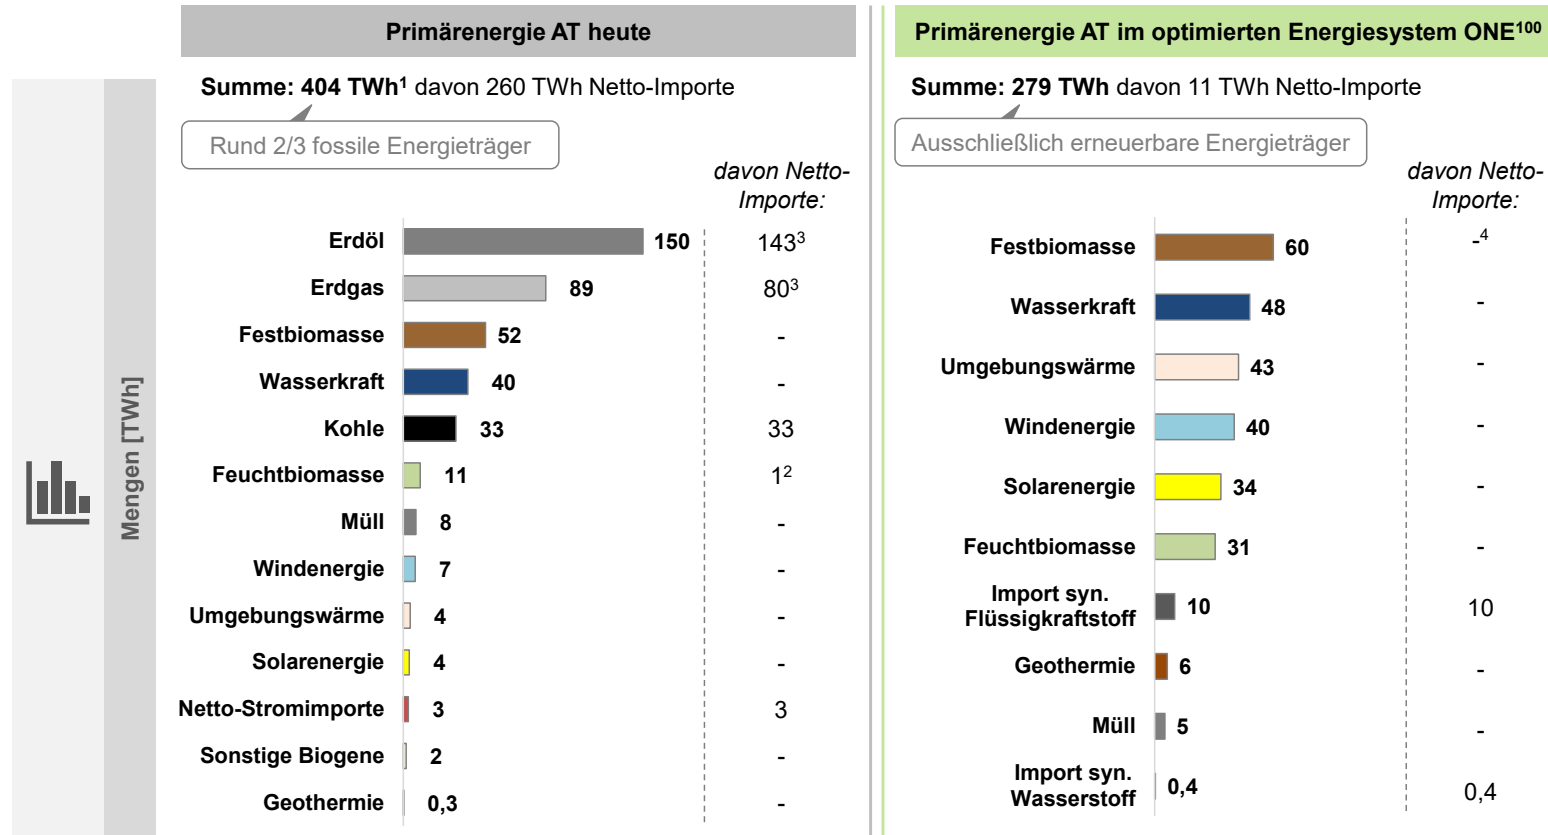 Primärenergie AT heute
Summe: 404 TWh¹ davon 260 TWh Netto-Importe
Rund 2/3 fossile Energieträger
davon Netto-
Importe:
Mengen [TWh]
Erdöl 150 143³
Erdgas 89 80³
Festbiomasse 52 -
Wasserkraft 40 -
Kohle 33 33
Feuchtbiomasse 11 1²
Müll 8 -
Windenergie 7 -
Umgebungswärme 4 -
Solarenergie 4 -
Netto-Stromimporte 3 3
Sonstige Biogene 2 -
Geothermie 0,3 -
Primärenergie AT im optimierten Energiesystem ONE¹⁰⁰
Summe: 279 TWh davon 11 TWh Netto-Importe
Ausschließlich erneuerbare Energieträger
davon Netto-
Importe:
Festbiomasse 60 -⁴
Wasserkraft 48 -
Umgebungswärme 43 -
Windenergie 40 -
Solarenergie 34 -
Feuchtbiomasse 31 -
Import syn.
Flüssigkraftstoff 10 10
Geothermie 6 -
Müll 5 -
Import syn.
Wasserstoff 0,4 0,4